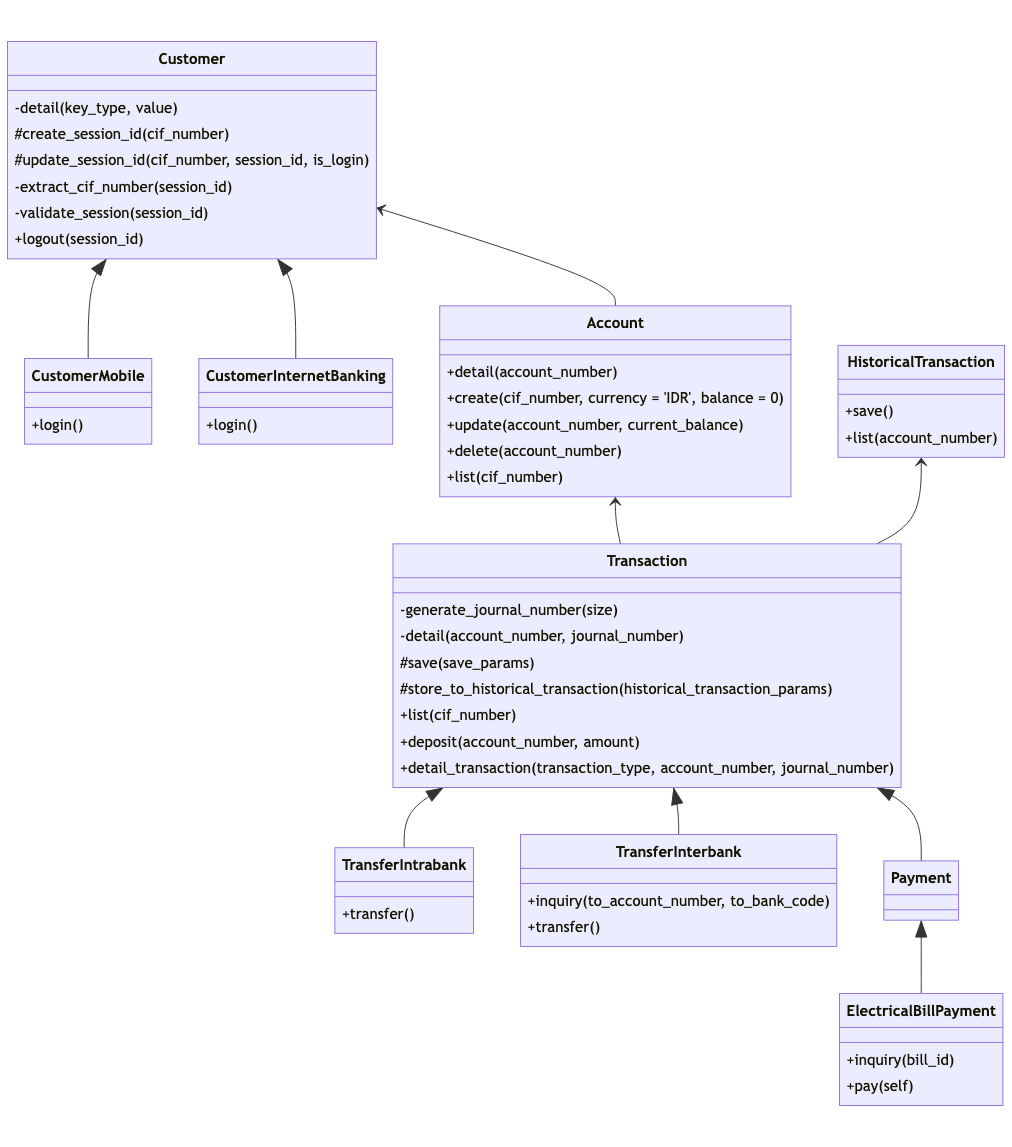 Customer
-detail(key_type, value)
#create_session_id(cif_number)
#update_session_id(cif_number, session_id, is_login)
-extract_cif_number(session_id)
-validate_session(session_id)
+logout(session_id)
CustomerMobile
+login()
CustomerInternetBanking
+login()
Account
+detail(account_number)
+create(cif_number, currency = 'IDR', balance = 0)
+update(account_number, current_balance)
+delete(account_number)
+list(cif_number)
HistoricalTransaction
+save()
+list(account_number)
Transaction
-generate_journal_number(size)
-detail(account_number, journal_number)
#save(save_params)
#store_to_historical_transaction(historical_transaction_params)
+list(cif_number)
+deposit(account_number, amount)
+detail_transaction(transaction_type, account_number, journal_number)
TransferIntrabank
+transfer()
TransferInterbank
+inquiry(to_account_number, to_bank_code)
+transfer()
Payment
ElectricalBillPayment
+inquiry(bill_id)
+pay(self)